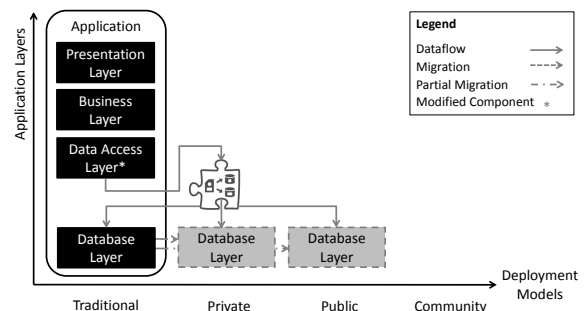 Application Layers
Application
Presentation
Layer
Business
Layer
Data Access
Layer*
Database
Layer
Database
Layer
Database
Layer
Legend
Dataflow
Migration
Partial Migration
Modified Component *
Traditional
Private
Public
Community
Deployment
Models